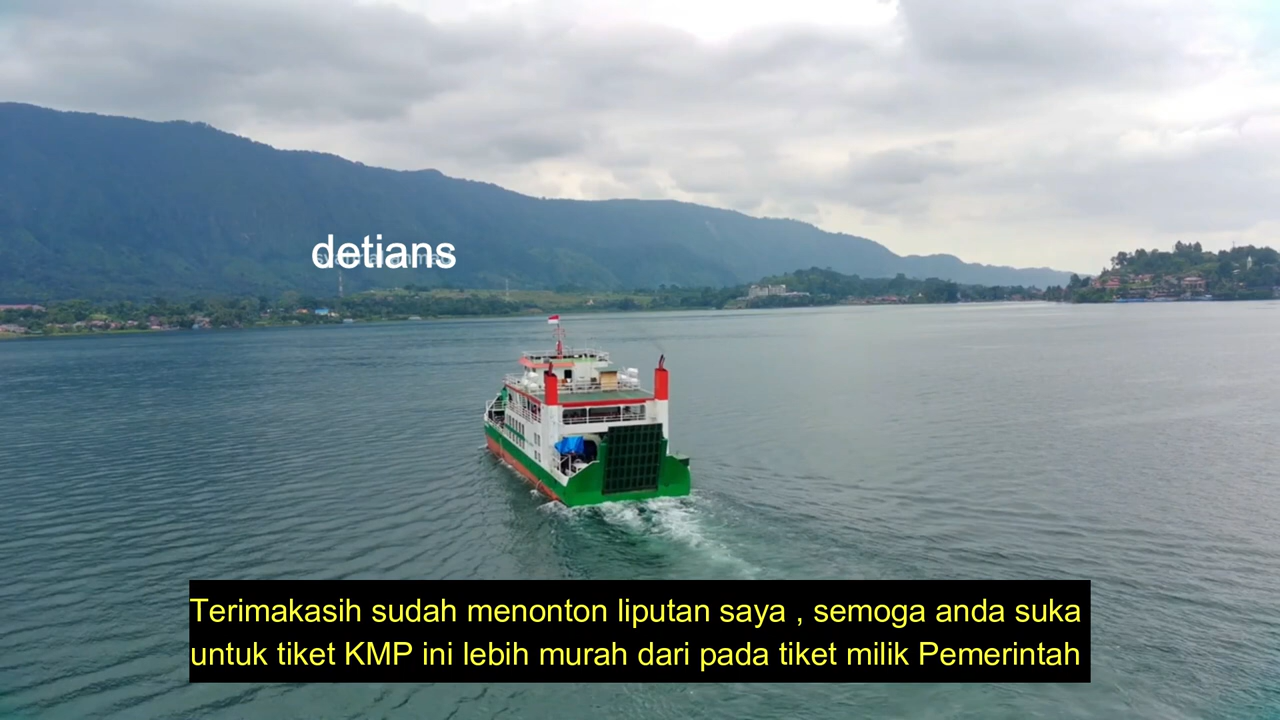 detians
Terimakasih sudah menonton liputan saya , semoga anda suka
untuk tiket KMP ini lebih murah dari pada tiket milik Pemerintah